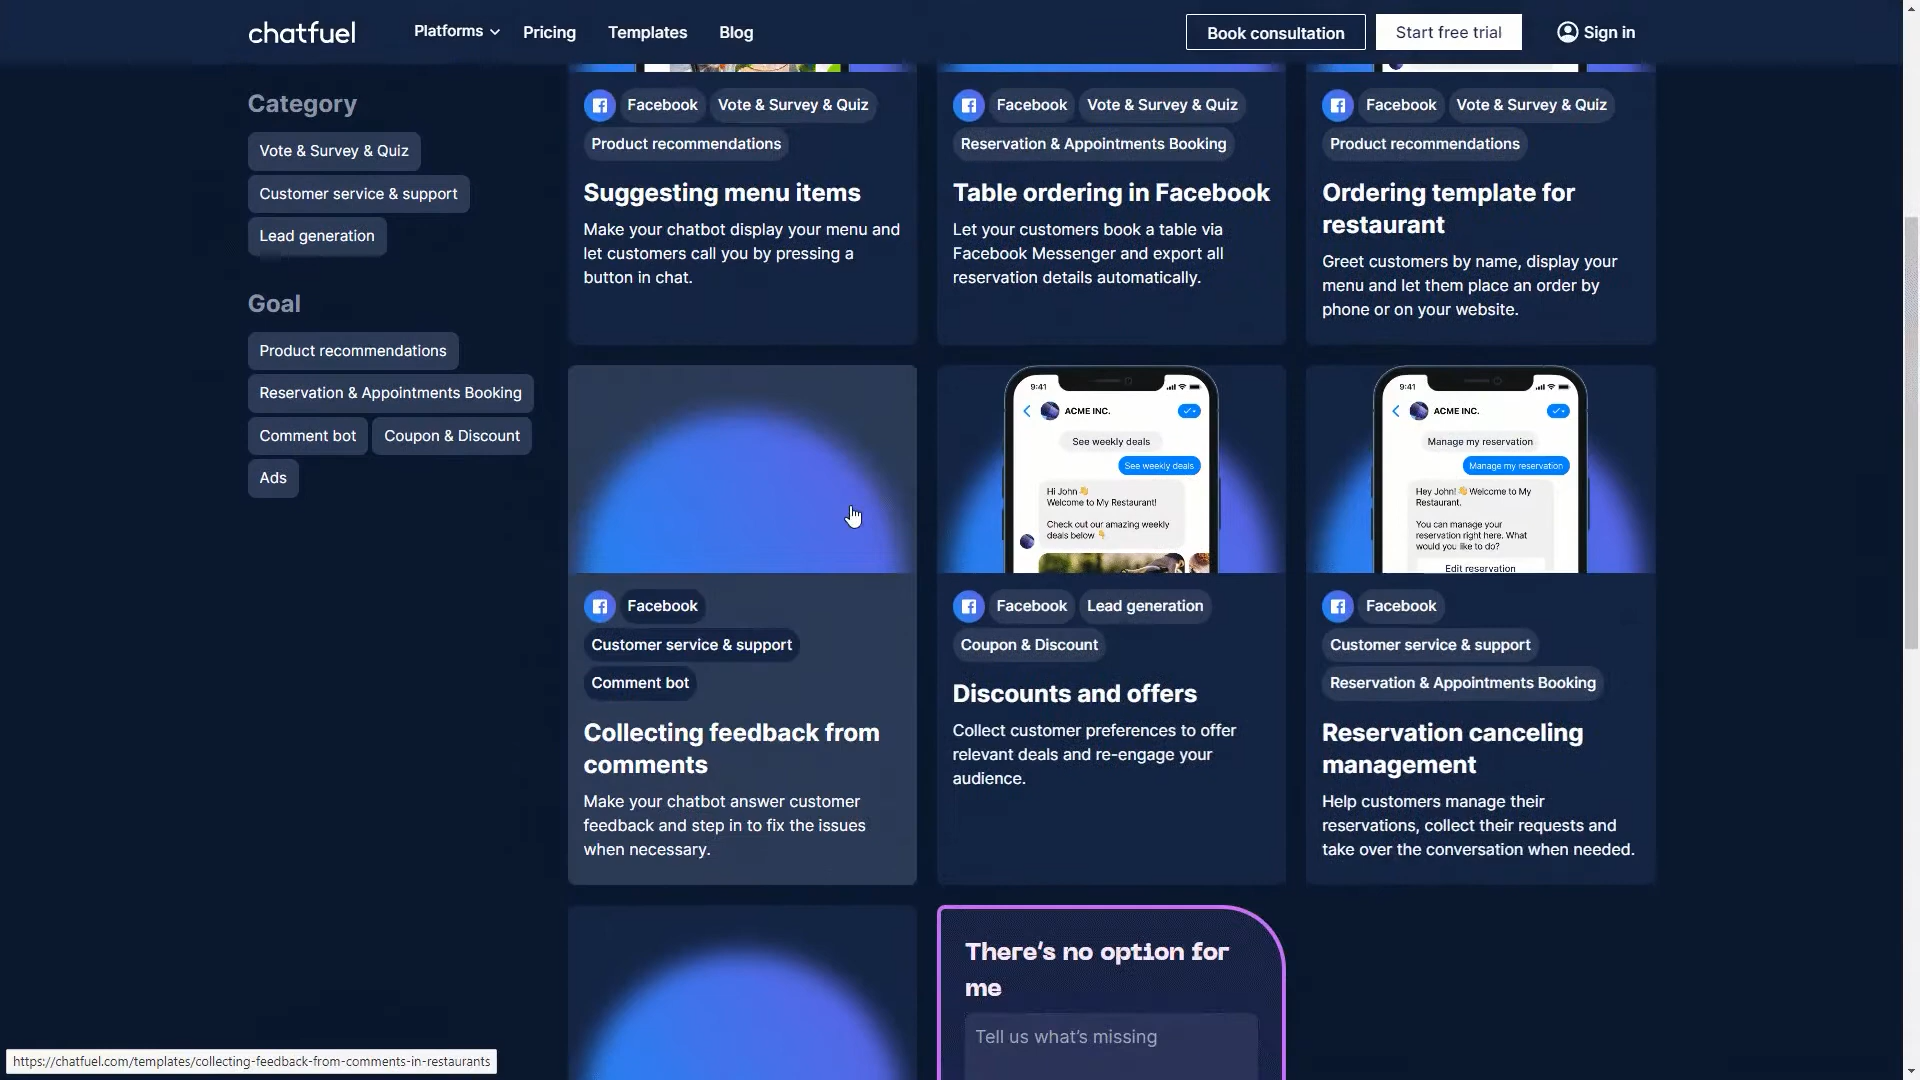 chatfuel
Platforms
Pricing
Templates
Blog
Book consultation
Start free trial
Sign in
Category
Vote & Survey & Quiz
Customer service & support
Lead generation
Goal
Product recommendations
Reservation & Appointments Booking
Comment bot
Coupon & Discount
Ads
Facebook
Vote & Survey & Quiz
Product recommendations
Suggesting menu items
Make your chatbot display your menu and
let customers call you by pressing a
button in chat.
Facebook
Vote & Survey & Quiz
Reservation & Appointments Booking
Table ordering in Facebook
Let your customers book a table via
Facebook Messenger and export all
reservation details automatically.
Facebook
Vote & Survey & Quiz
Product recommendations
Ordering template for
restaurant
Greet customers by name, display your
menu and let them place an order by
phone or on your website.
Facebook
Customer service & support
Comment bot
Collecting feedback from
comments
Make your chatbot answer customer
feedback and step in to fix the issues
when necessary.
9:41
ACME INC.
See weekly deals
See weekly deals
Hi John 👋
Welcome to My Restaurant!
Check out our amazing weekly
deals below 👇
Facebook
Lead generation
Coupon & Discount
Discounts and offers
Collect customer preferences to offer
relevant deals and re-engage your
audience.
9:41
ACME INC.
Manage my reservation
Manage my reservation
Hey John! 👋 Welcome to My
Restaurant.
You can manage your
reservation right here. What
would you like to do?
Edit reservation
Facebook
Customer service & support
Reservation & Appointments Booking
Reservation canceling
management
Help customers manage their
reservations, collect their requests and
take over the conversation when needed.
There's no option for
me
Tell us what's missing
https://chatfuel.com/templates/collecting-feedback-from-comments-in-restaurants